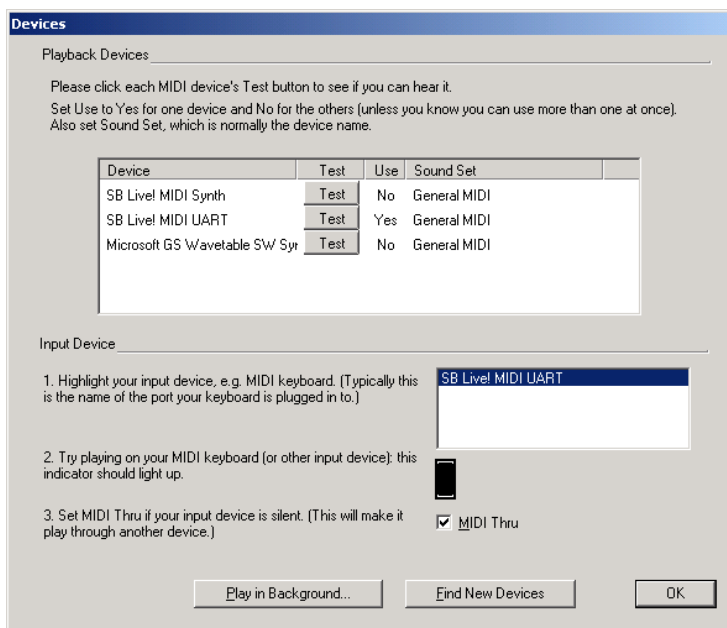 Devices
Playback Devices
Please click each MIDI device's Test button to see if you can hear it.
Set Use to Yes for one device and No for the others (unless you know you can use more than one at once).
Also set Sound Set, which is normally the device name.
Device Test Use Sound Set
SB Live! MIDI Synth Test No General MIDI
SB Live! MIDI UART Test Yes General MIDI
Microsoft GS Wavetable SW Syr Test No General MIDI
Input Device
1. Highlight your input device, e.g. MIDI keyboard. (Typically this
is the name of the port your keyboard is plugged in to.)
SB Live! MIDI UART
2. Try playing on your MIDI keyboard (or other input device): this
indicator should light up.
3. Set MIDI Thru if your input device is silent. (This will make it
play through another device.)
MIDI Thru
Play in Background...
Find New Devices
OK